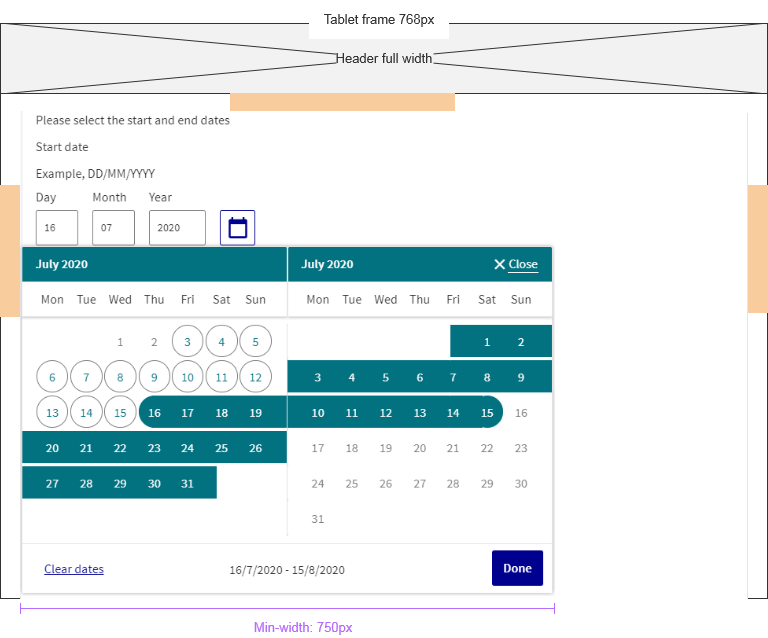 Tablet frame 768px
Header full width
Please select the start and end dates
Start date
Example, DD/MM/YYYY
Day Month Year
16 07 2020
July 2020 July 2020 Close
Mon Tue Wed Thu Fri Sat Sun Mon Tue Wed Thu Fri Sat Sun
1 2 3 4 5 1 2
6 7 8 9 10 11 12 3 4 5 6 7 8 9
13 14 15 16 17 18 19 10 11 12 13 14 15 16
20 21 22 23 24 25 26 17 18 19 20 21 22 23
27 28 29 30 31 24 25 26 27 28 29 30
31
Clear dates 16/7/2020 - 15/8/2020 Done
Min-width: 750px